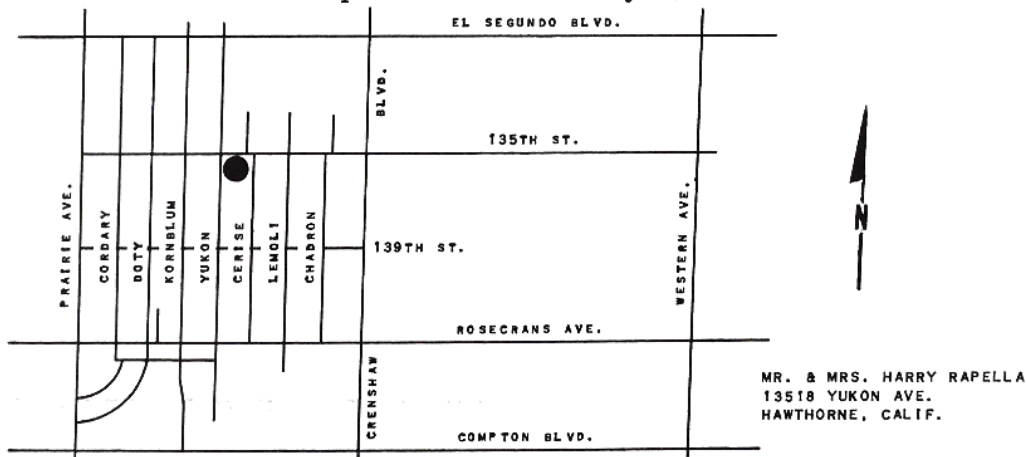 EL SEGUNDO BLVD.
BLVD.
135TH ST.
PRAIRIE AVE.
CORDARY
DOTY
KORNBLUM
YUKON
CERISE
LEMOLI
CHADRON
139TH ST.
WESTERN AVE.
N
ROSECRANS AVE.
CRENSHAW
MR. & MRS. HARRY RAPELLA
13518 YUKON AVE.
HAWTHORNE, CALIF.
COMPTON BLVD.